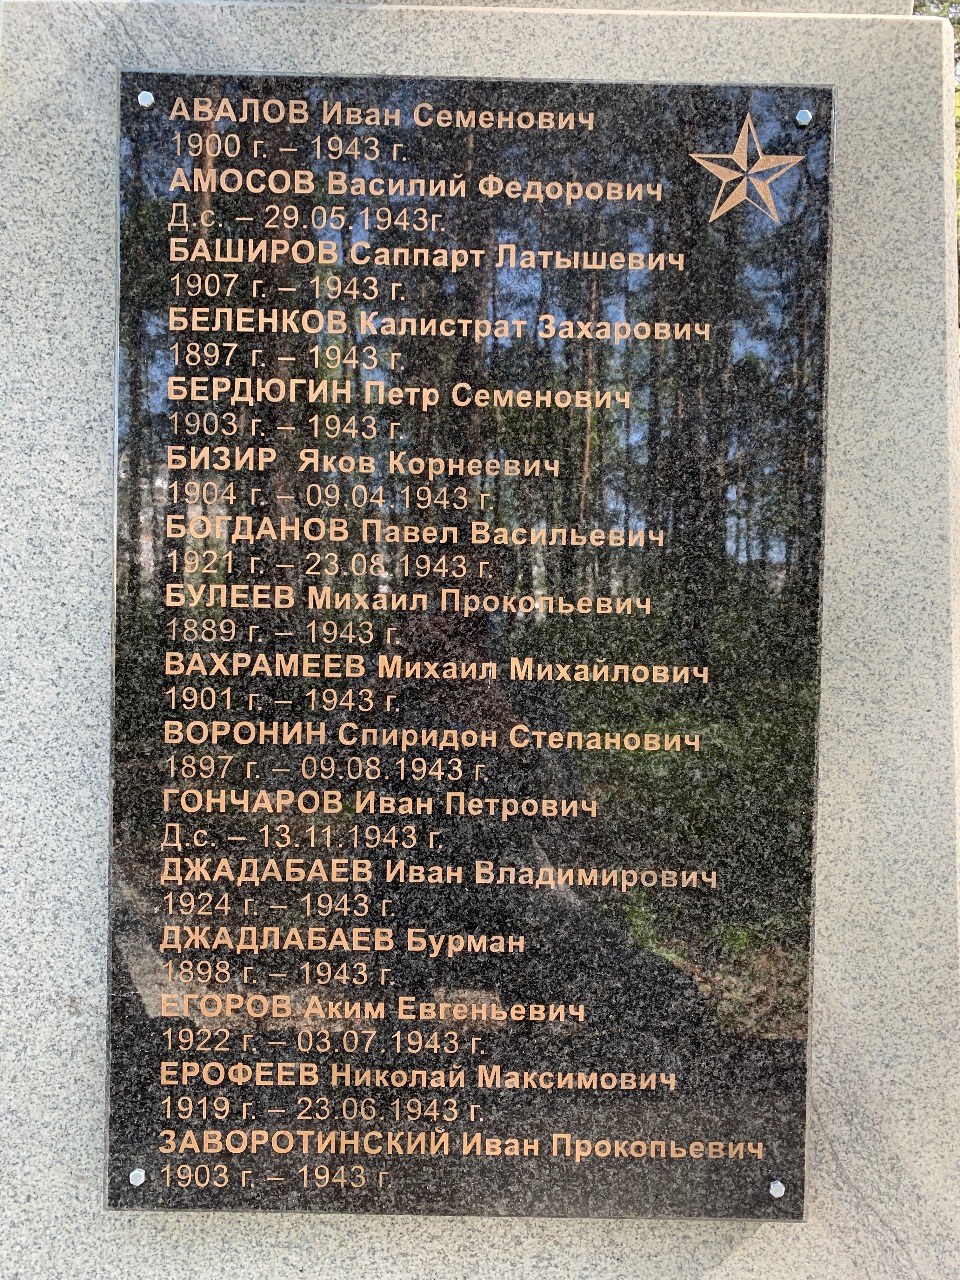 АВАЛОВ Иван Семенович
1900 г. – 1943 г.
АМОСОВ Василий Федорович
Д.с. – 29.05.1943г.
БАШИРОВ Саппарт Латышевич
1907 г. – 1943 г.
БЕЛЕНКОВ Калистрат Захарович
1897 г. – 1943 г.
БЕРДЮГИН Петр Семенович
1903 г. – 1943 г.
БИЗИР Яков Корнеевич
1904 г. – 09.04.1943 г.
БОГДАНОВ Павел Васильевич
1921 г. – 23.08.1943 г.
БУЛЕЕВ Михаил Прокопьевич
1889 г. – 1943 г.
ВАХРАМЕЕВ Михаил Михайлович
1901 г. – 1943 г.
ВОРОНИН Спиридон Степанович
1897 г. – 09.08.1943 г.
ГОНЧАРОВ Иван Петрович
Д.с. – 13.11.1943 г.
ДЖАДАБАЕВ Иван Владимирович
1924 г. – 1943 г.
ДЖАДЛАБАЕВ Бурман
1898 г. – 1943 г.
ЕГОРОВ Аким Евгеньевич
1922 г. – 03.07.1943 г.
ЕРОФЕЕВ Николай Максимович
1919 г. – 23.06.1943 г.
ЗАВОРОТИНСКИЙ Иван Прокопьевич
1903 г. – 1943 г